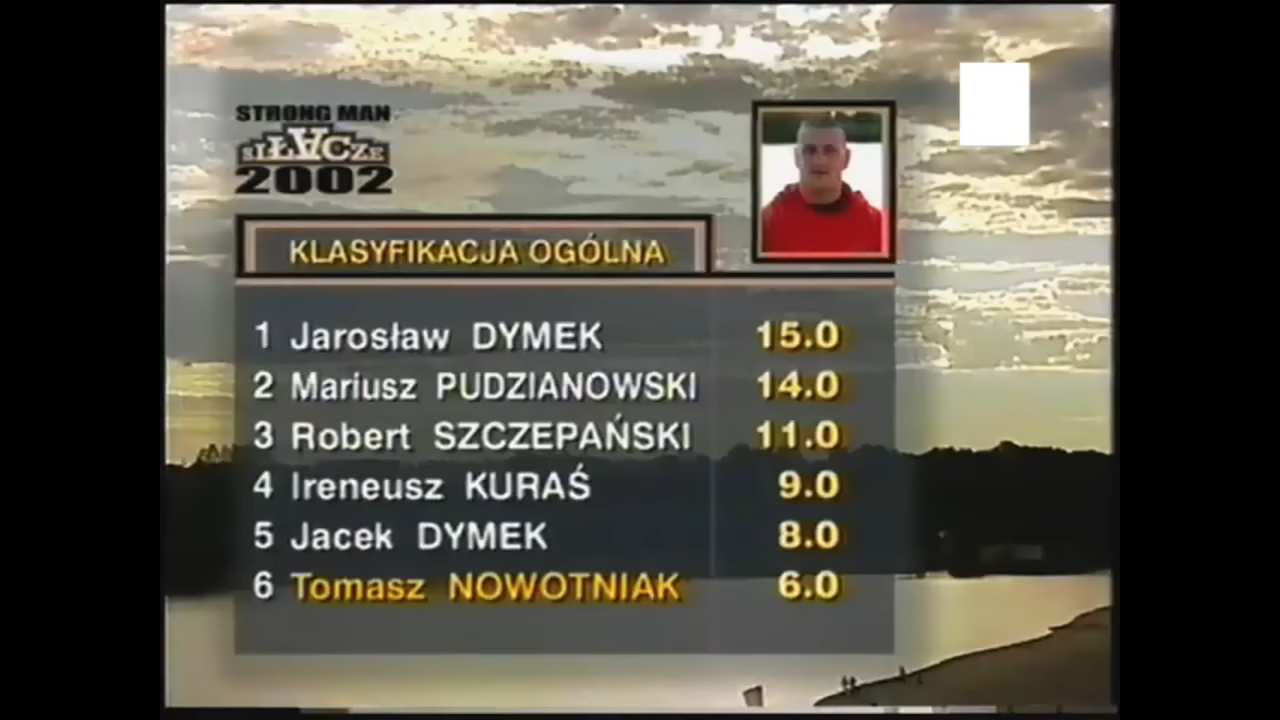 STRONG MAN
SIŁACZE
2002
KLASYFIKACJA OGÓLNA
1 Jarosław DYMEK 15.0
2 Mariusz PUDZIANOWSKI 14.0
3 Robert SZCZEPAŃSKI 11.0
4 Ireneusz KURAŚ 9.0
5 Jacek DYMEK 8.0
6 Tomasz NOWOTNIAK 6.0